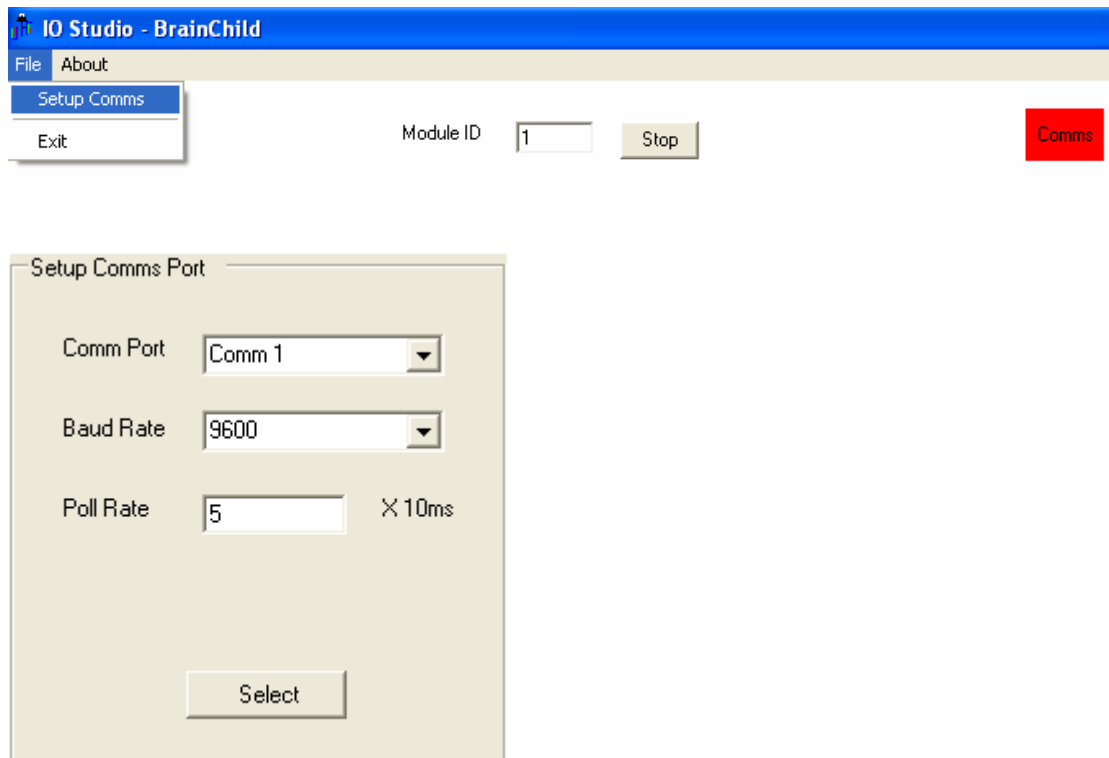 IO Studio - BrainChild
File About
Setup Comms
Exit
Module ID 1 Stop Comms
Setup Comms Port
Comm Port Comm 1
Baud Rate 9600
Poll Rate 5 X 10ms
Select